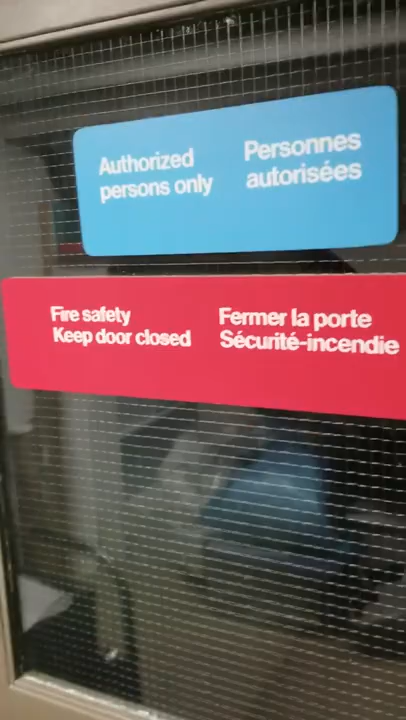 Authorized
persons only
Personnes
autorisées
Fire safety
Keep door closed
Fermer la porte
Sécurité-incendie